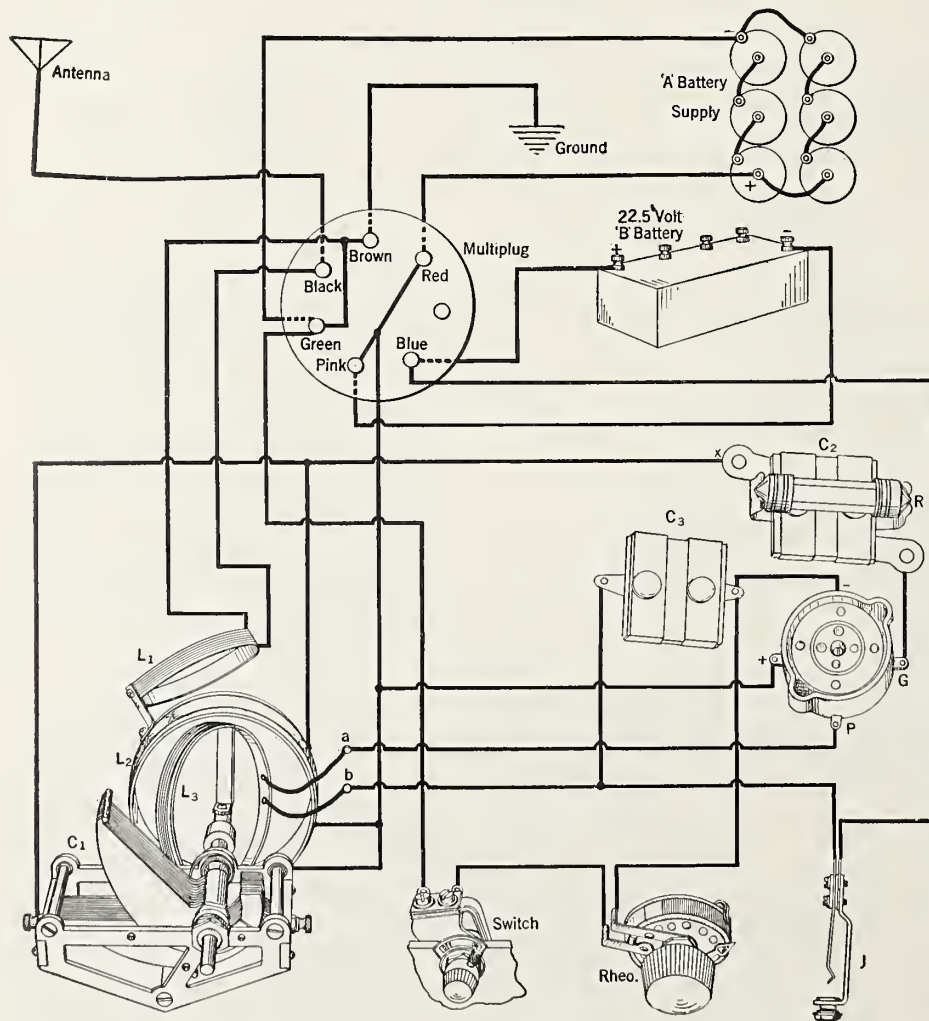 Antenna
'A' Battery
Supply
-
+
Ground
22.5 Volt
'B' Battery
+
-
Multiplug
Brown
Red
Black
Green
Blue
Pink
x
C2
R
C3
-
+
G
P
L1
L2
L3
a
b
C1
OFF
Switch
Rheo.
J